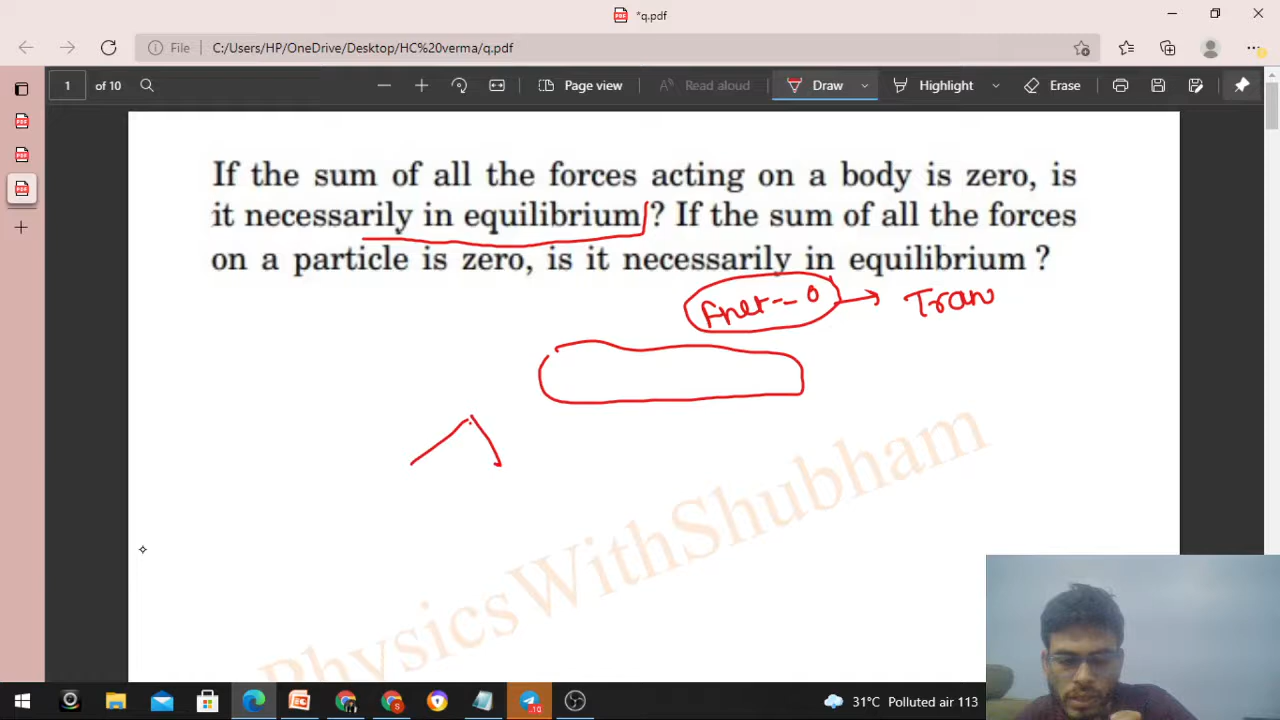 *q.pdf
File C:/Users/HP/OneDrive/Desktop/HC%20verma/q.pdf
1 of 10 Page view Read aloud Draw Highlight Erase
If the sum of all the forces acting on a body is zero, is
it necessarily in equilibrium ? If the sum of all the forces
on a particle is zero, is it necessarily in equilibrium ?
Fnet = 0 → Tran
PhysicsWithShubham
31°C Polluted air 113